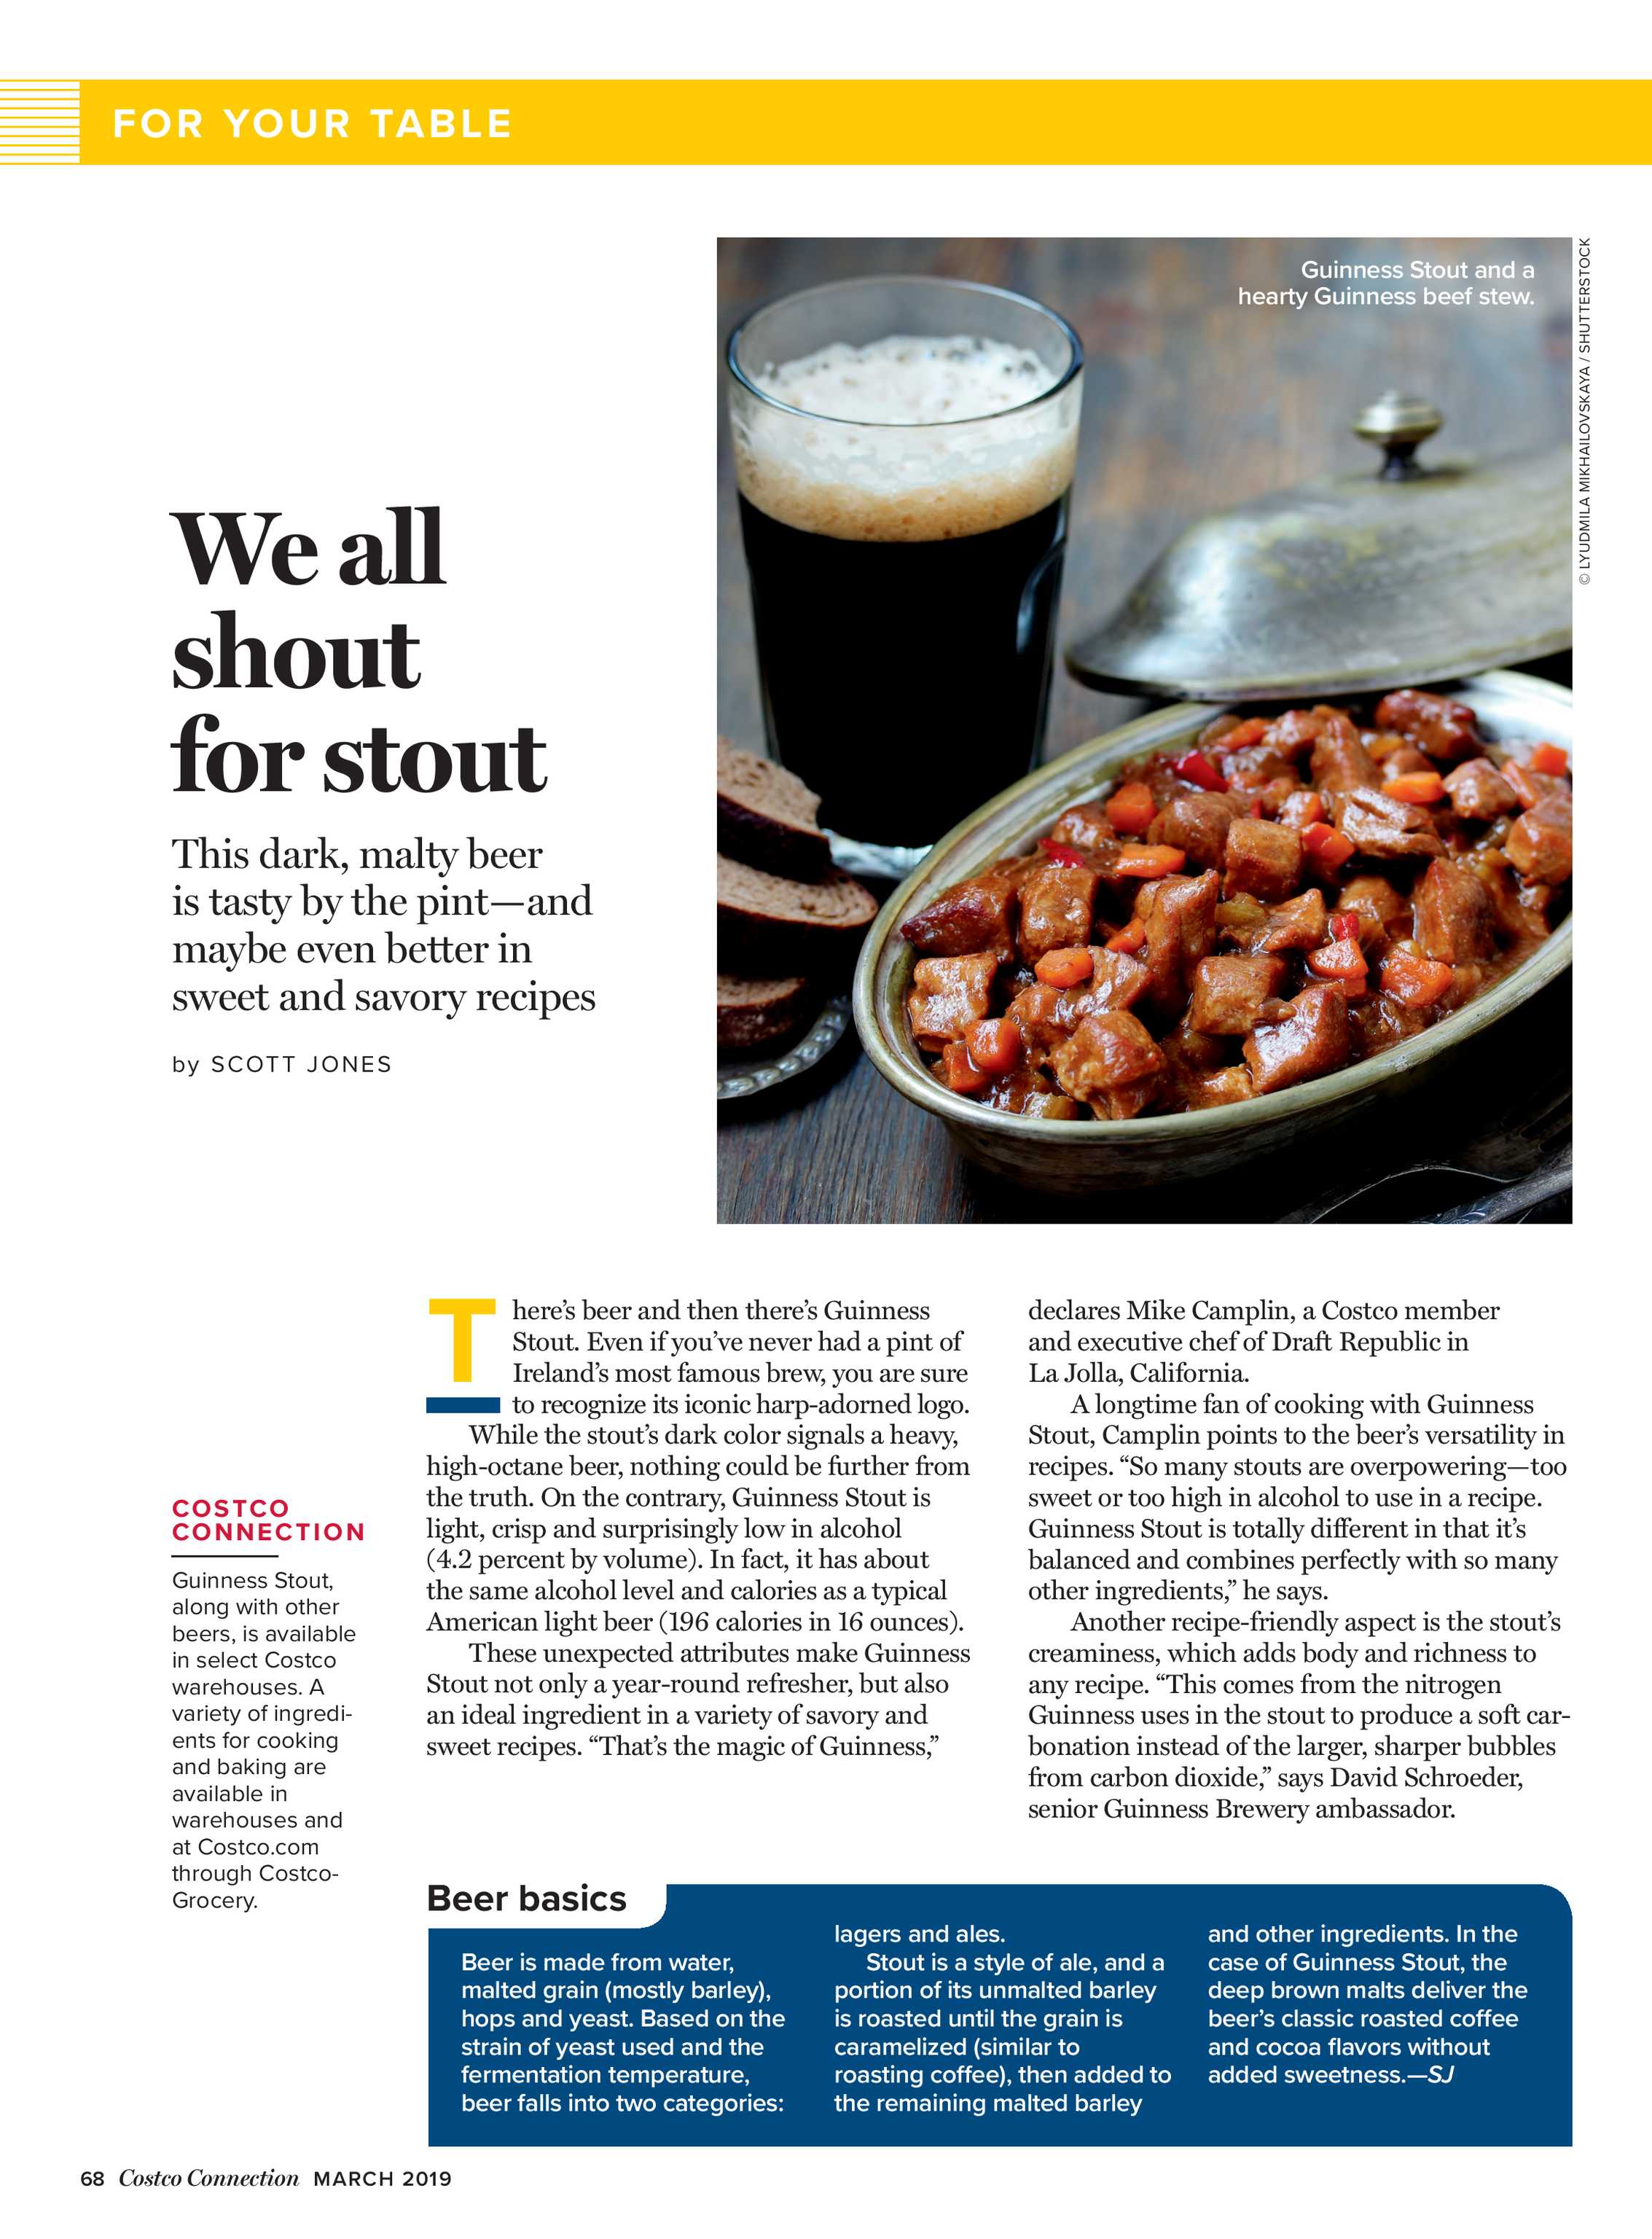 FOR YOUR TABLE
Guinness Stout and a
hearty Guinness beef stew.
© LYUDMILA MIKHAILOVSKAYA / SHUTTERSTOCK
We all
shout
for stout
This dark, malty beer
is tasty by the pint—and
maybe even better in
sweet and savory recipes
by SCOTT JONES
There’s beer and then there’s Guinness
Stout. Even if you’ve never had a pint of
Ireland’s most famous brew, you are sure
to recognize its iconic harp-adorned logo.
While the stout’s dark color signals a heavy,
high-octane beer, nothing could be further from
the truth. On the contrary, Guinness Stout is
light, crisp and surprisingly low in alcohol
(4.2 percent by volume). In fact, it has about
the same alcohol level and calories as a typical
American light beer (196 calories in 16 ounces).
These unexpected attributes make Guinness
Stout not only a year-round refresher, but also
an ideal ingredient in a variety of savory and
sweet recipes. “That’s the magic of Guinness,”
declares Mike Camplin, a Costco member
and executive chef of Draft Republic in
La Jolla, California.
A longtime fan of cooking with Guinness
Stout, Camplin points to the beer’s versatility in
recipes. “So many stouts are overpowering—too
sweet or too high in alcohol to use in a recipe.
Guinness Stout is totally different in that it’s
balanced and combines perfectly with so many
other ingredients,” he says.
Another recipe-friendly aspect is the stout’s
creaminess, which adds body and richness to
any recipe. “This comes from the nitrogen
Guinness uses in the stout to produce a soft car-
bonation instead of the larger, sharper bubbles
from carbon dioxide,” says David Schroeder,
senior Guinness Brewery ambassador.
COSTCO
CONNECTION
Guinness Stout,
along with other
beers, is available
in select Costco
warehouses. A
variety of ingredi-
ents for cooking
and baking are
available in
warehouses and
at Costco.com
through Costco-
Grocery.
Beer basics
Beer is made from water,
malted grain (mostly barley),
hops and yeast. Based on the
strain of yeast used and the
fermentation temperature,
beer falls into two categories:
lagers and ales.
Stout is a style of ale, and a
portion of its unmalted barley
is roasted until the grain is
caramelized (similar to
roasting coffee), then added to
the remaining malted barley
and other ingredients. In the
case of Guinness Stout, the
deep brown malts deliver the
beer’s classic roasted coffee
and cocoa flavors without
added sweetness.—SJ
68 Costco Connection MARCH 2019